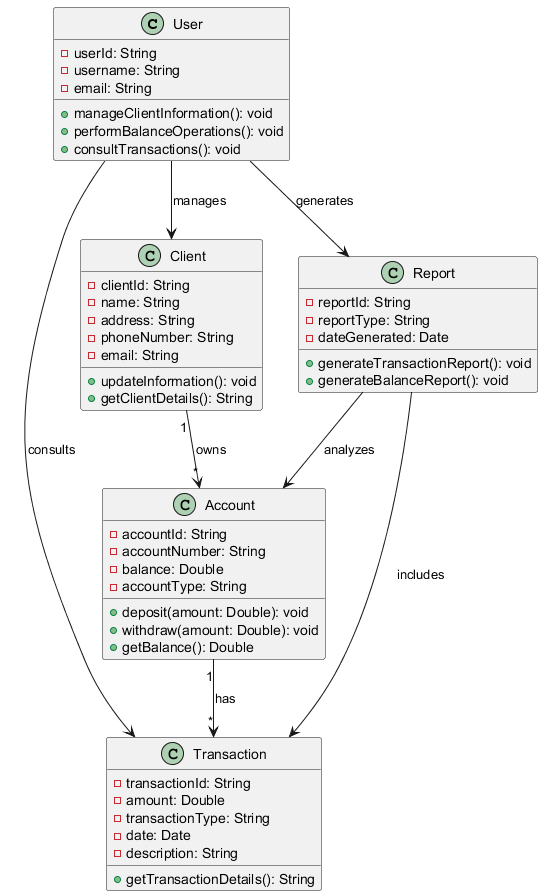 C User
userId: String
username: String
email: String
manageClientInformation(): void
performBalanceOperations(): void
consultTransactions(): void
manages
generates
C Client
clientId: String
name: String
address: String
phoneNumber: String
email: String
updateInformation(): void
getClientDetails(): String
C Report
reportId: String
reportType: String
dateGenerated: Date
generateTransactionReport(): void
generateBalanceReport(): void
1
owns
*
consults
analyzes
C Account
accountId: String
accountNumber: String
balance: Double
accountType: String
deposit(amount: Double): void
withdraw(amount: Double): void
getBalance(): Double
includes
1
has
*
C Transaction
transactionId: String
amount: Double
transactionType: String
date: Date
description: String
getTransactionDetails(): String